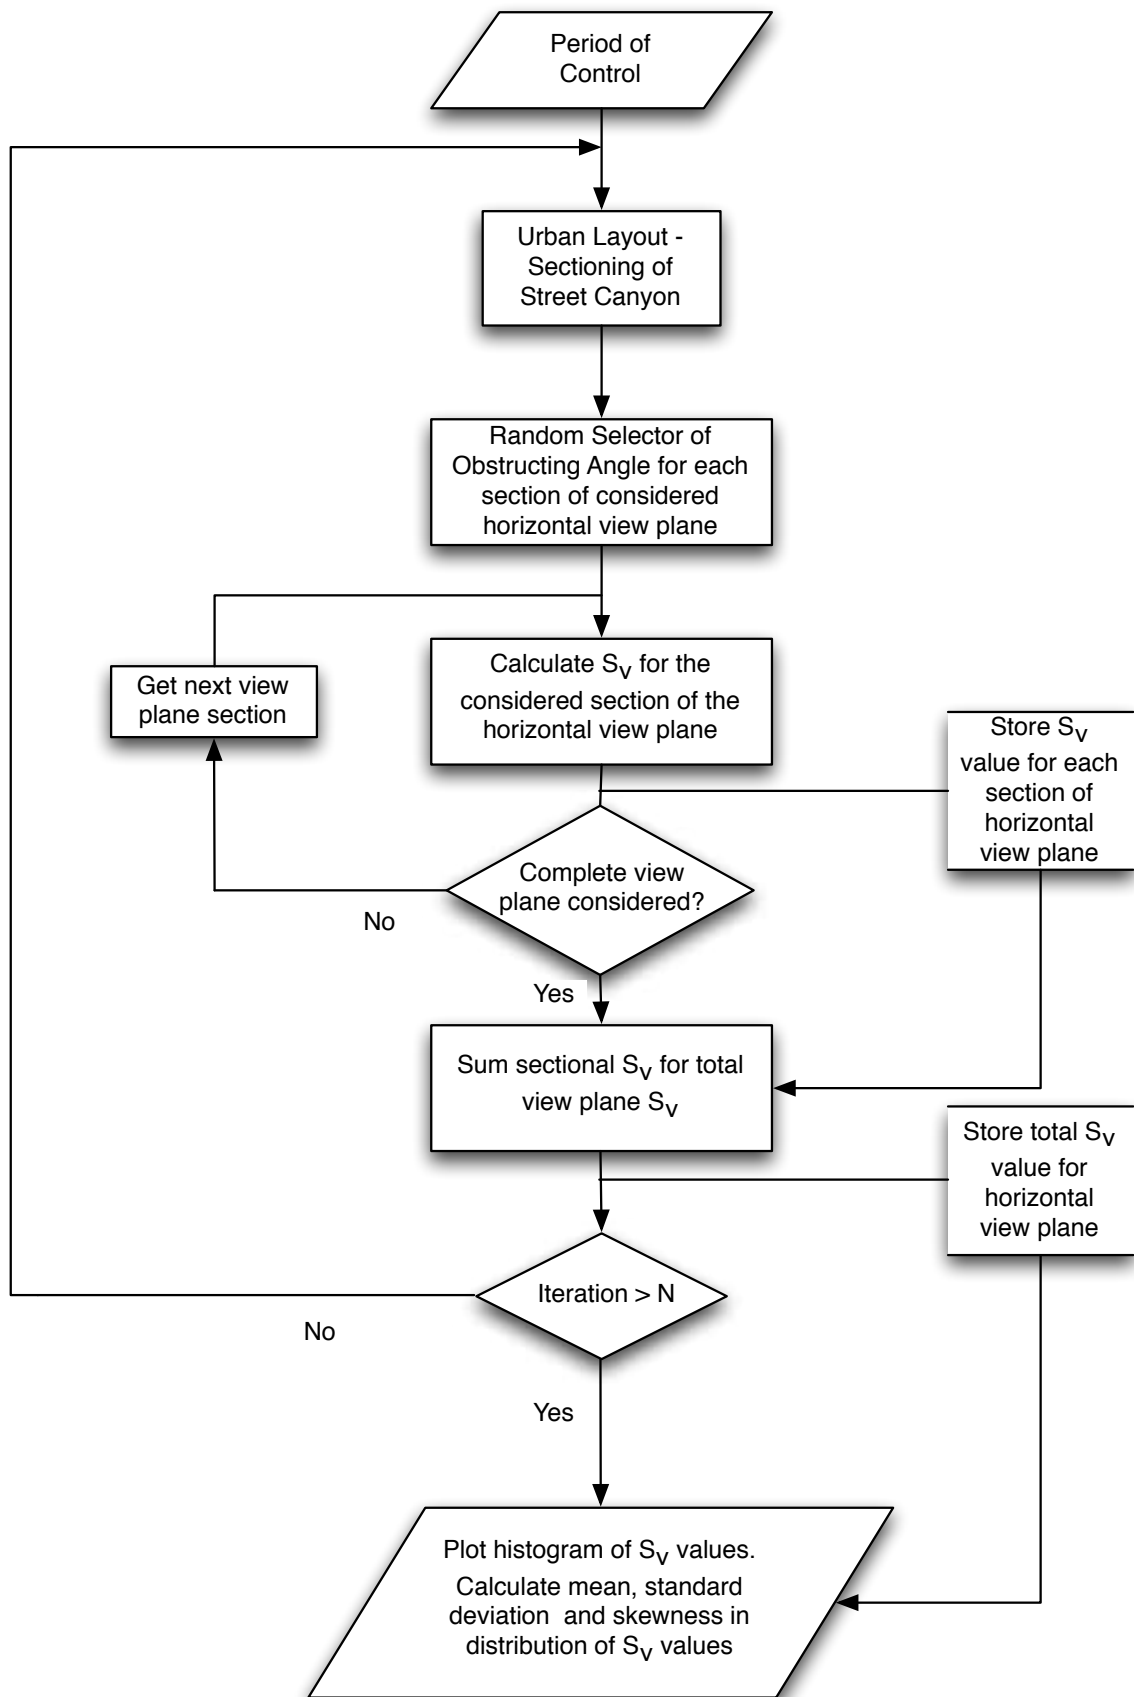 Period of
Control
Urban Layout -
Sectioning of
Street Canyon
Random Selector of
Obstructing Angle for each
section of considered
horizontal view plane
Calculate Sv for the
considered section of the
horizontal view plane
Get next view
plane section
Store Sv
value for each
section of
horizontal
view plane
Complete view
plane considered?
No
Yes
Sum sectional Sv for total
view plane Sv
Store total Sv
value for
horizontal
view plane
Iteration > N
No
Yes
Plot histogram of Sv values.
Calculate mean, standard
deviation and skewness in
distribution of Sv values